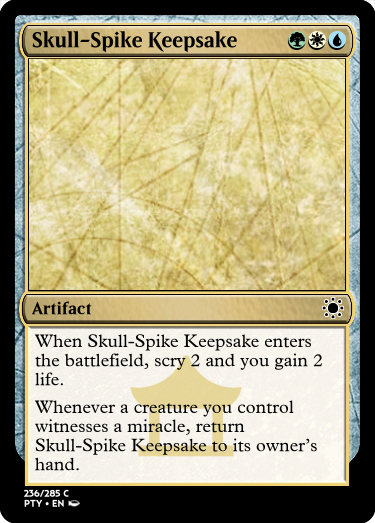 Skull-Spike Keepsake
Artifact
When Skull-Spike Keepsake enters
the battlefield, scry 2 and you gain 2
life.
Whenever a creature you control
witnesses a miracle, return
Skull-Spike Keepsake to its owner's
hand.
236/285 C
PTY • EN